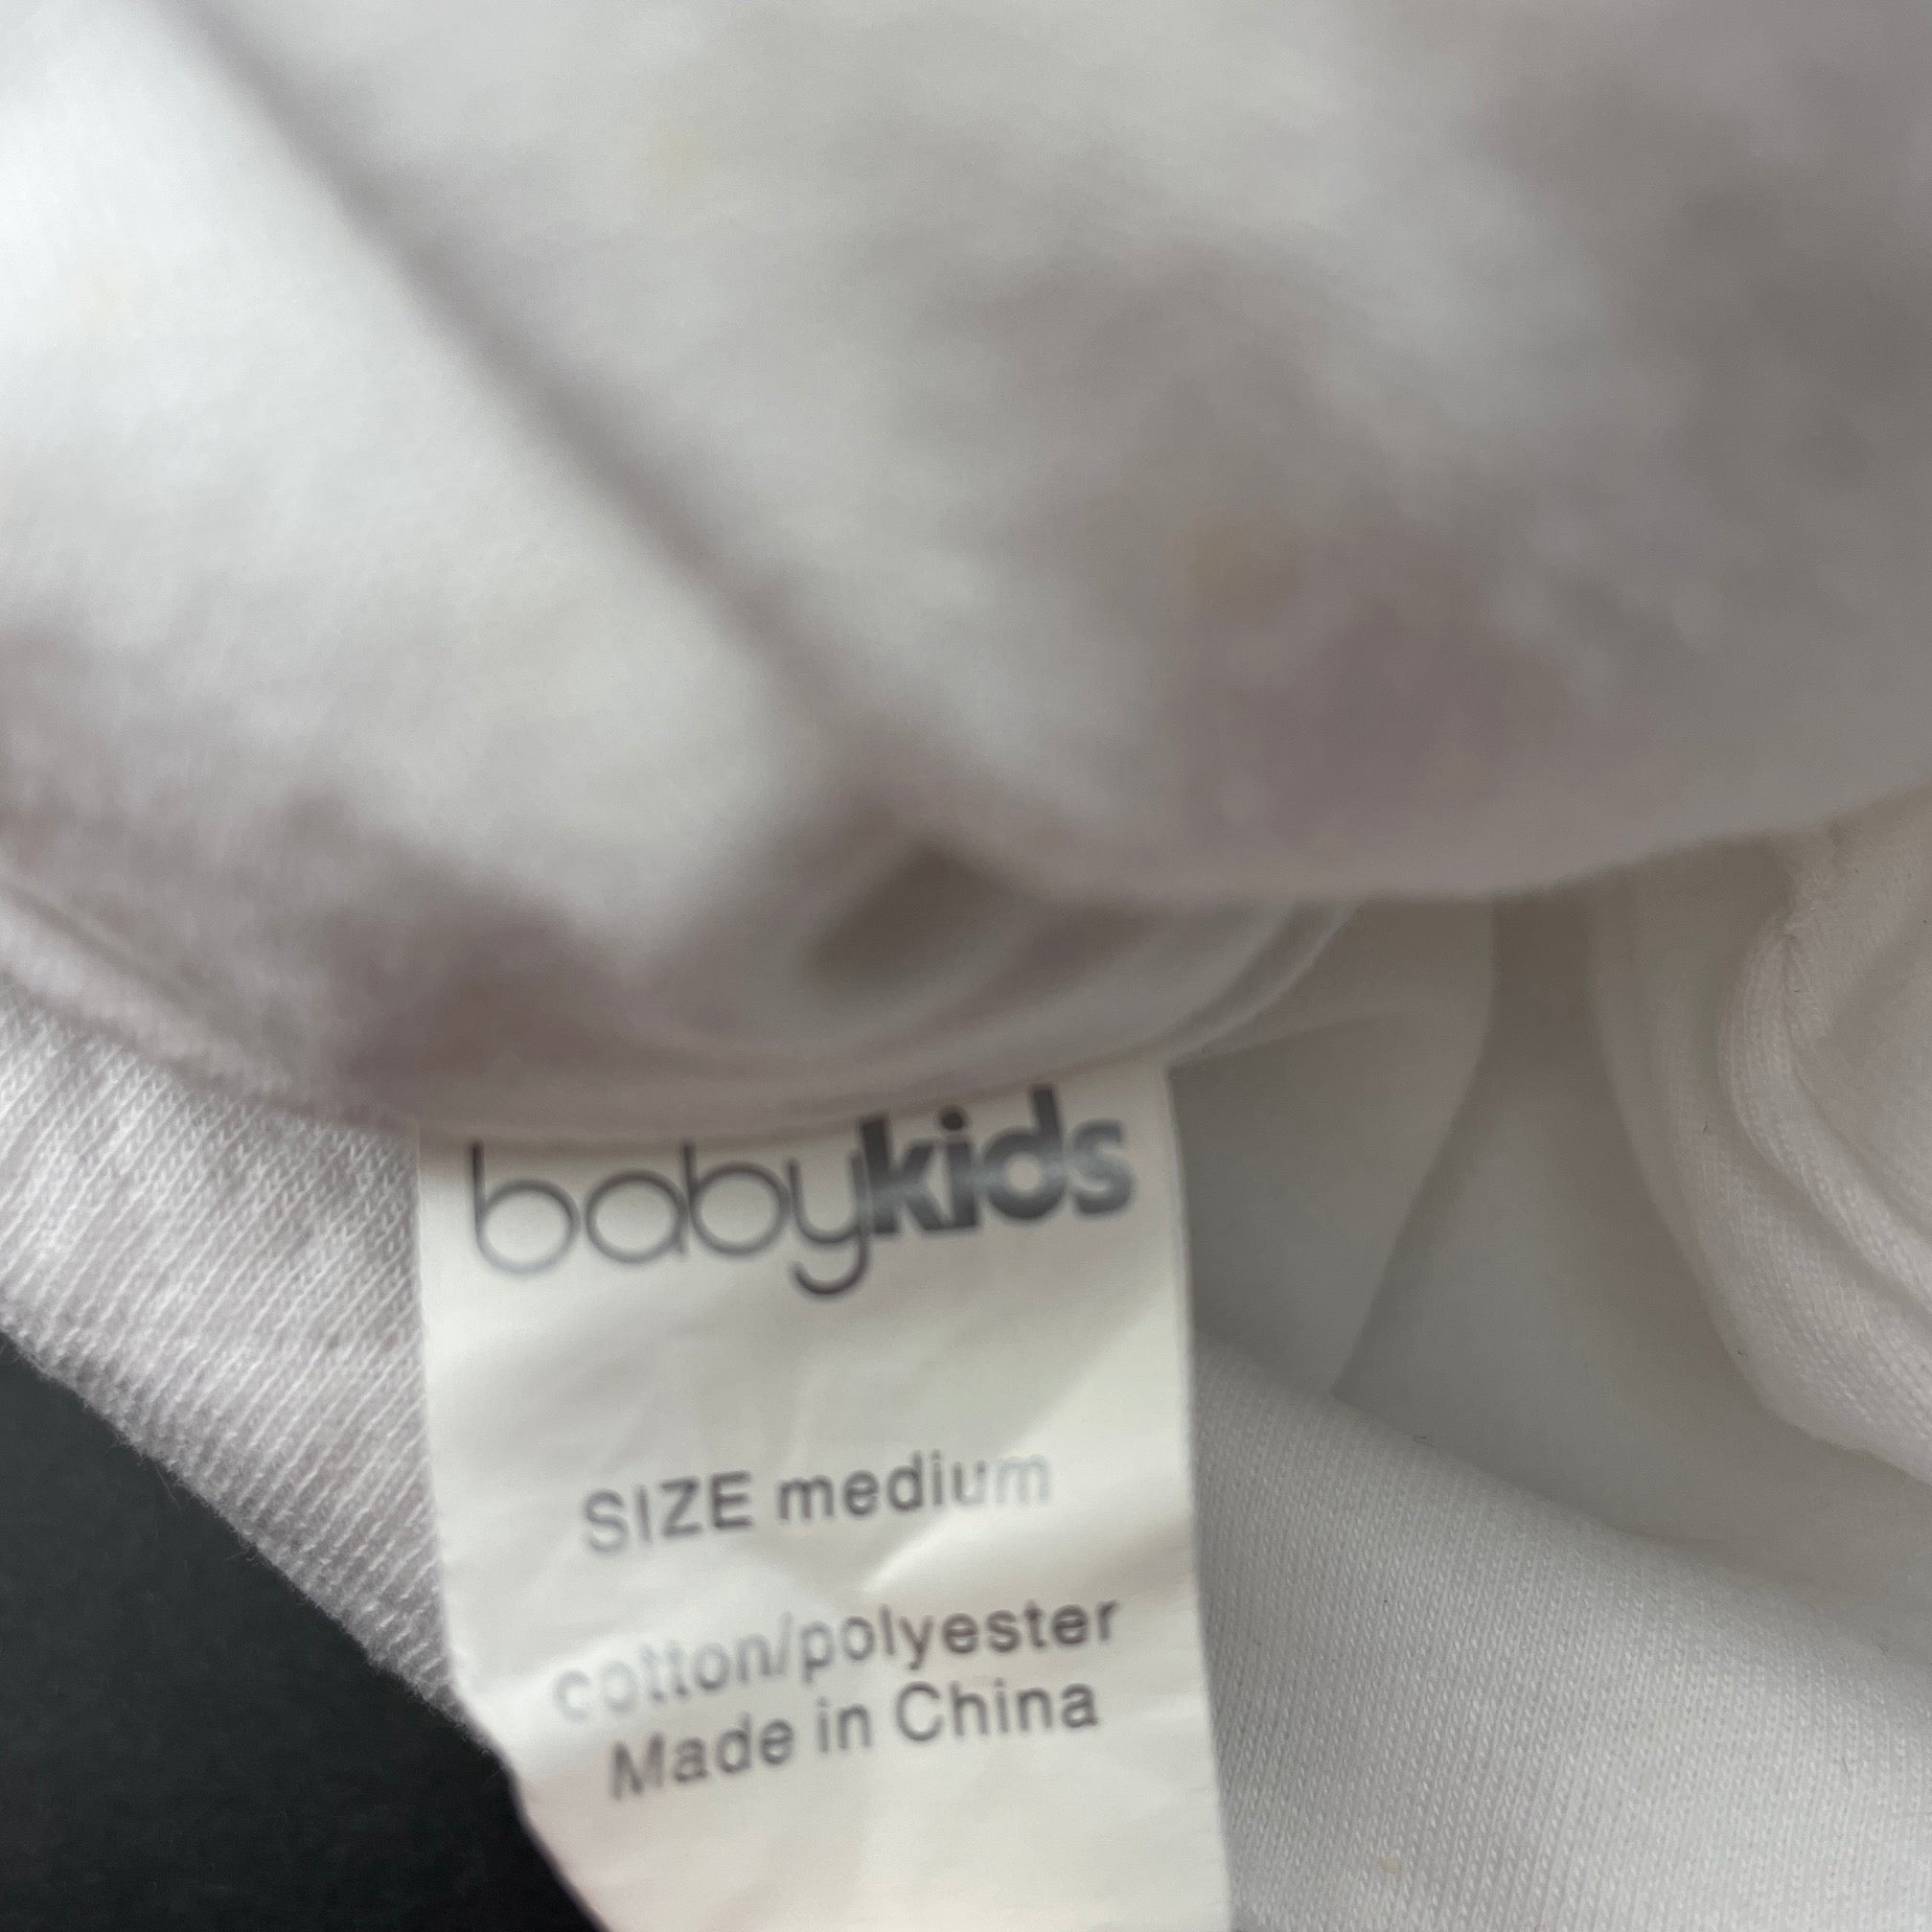 babykids
SIZE medium
cotton/polyester
Made in China